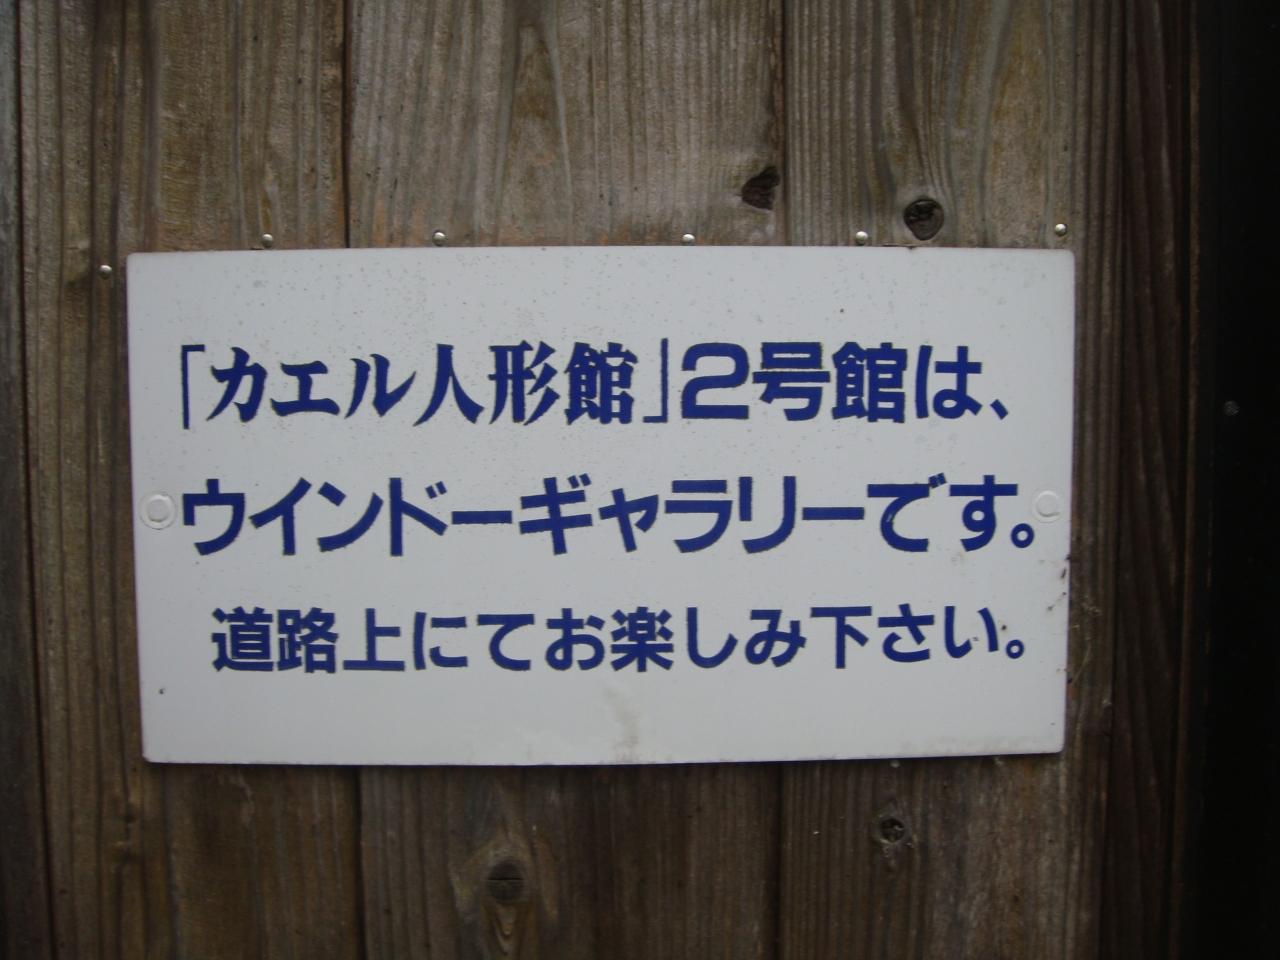 「カエル人形館」2号館は、
ウインドーギャラリーです。
道路上にてお楽しみ下さい。